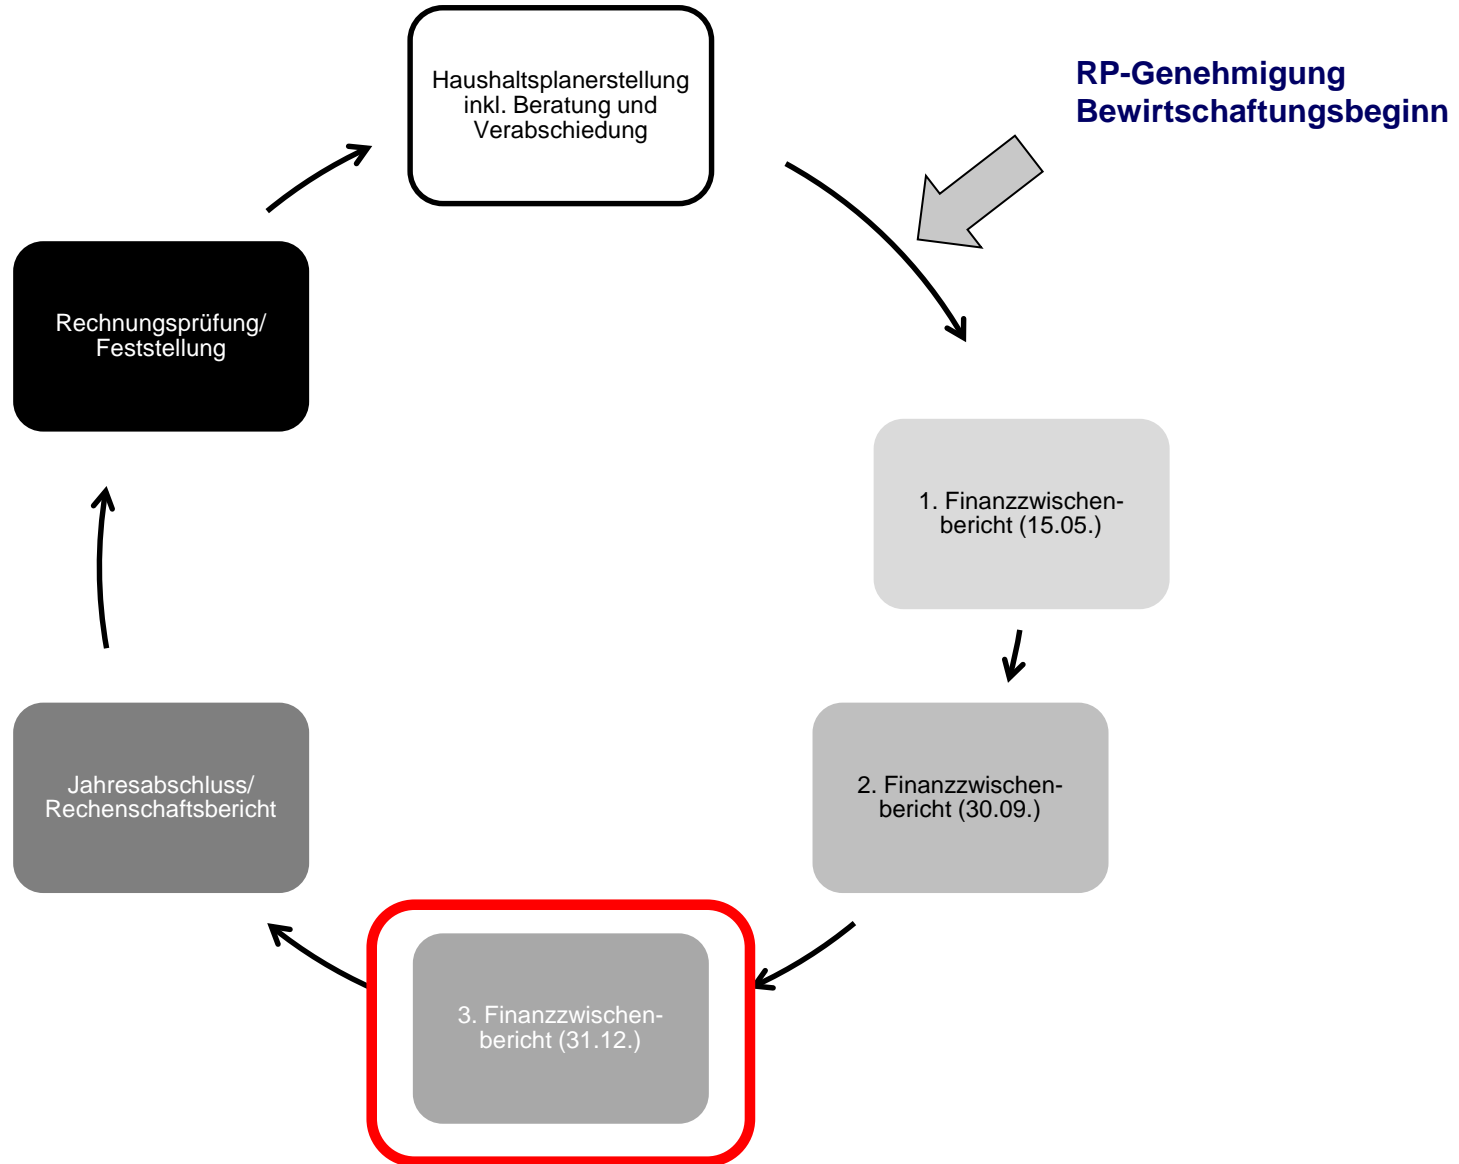 Haushaltsplanerstellung
inkl. Beratung und
Verabschiedung
RP-Genehmigung
Bewirtschaftungsbeginn
1. Finanzzwischen-
bericht (15.05.)
2. Finanzzwischen-
bericht (30.09.)
3. Finanzzwischen-
bericht (31.12.)
Jahresabschluss/
Rechenschaftsbericht
Rechnungsprüfung/
Feststellung